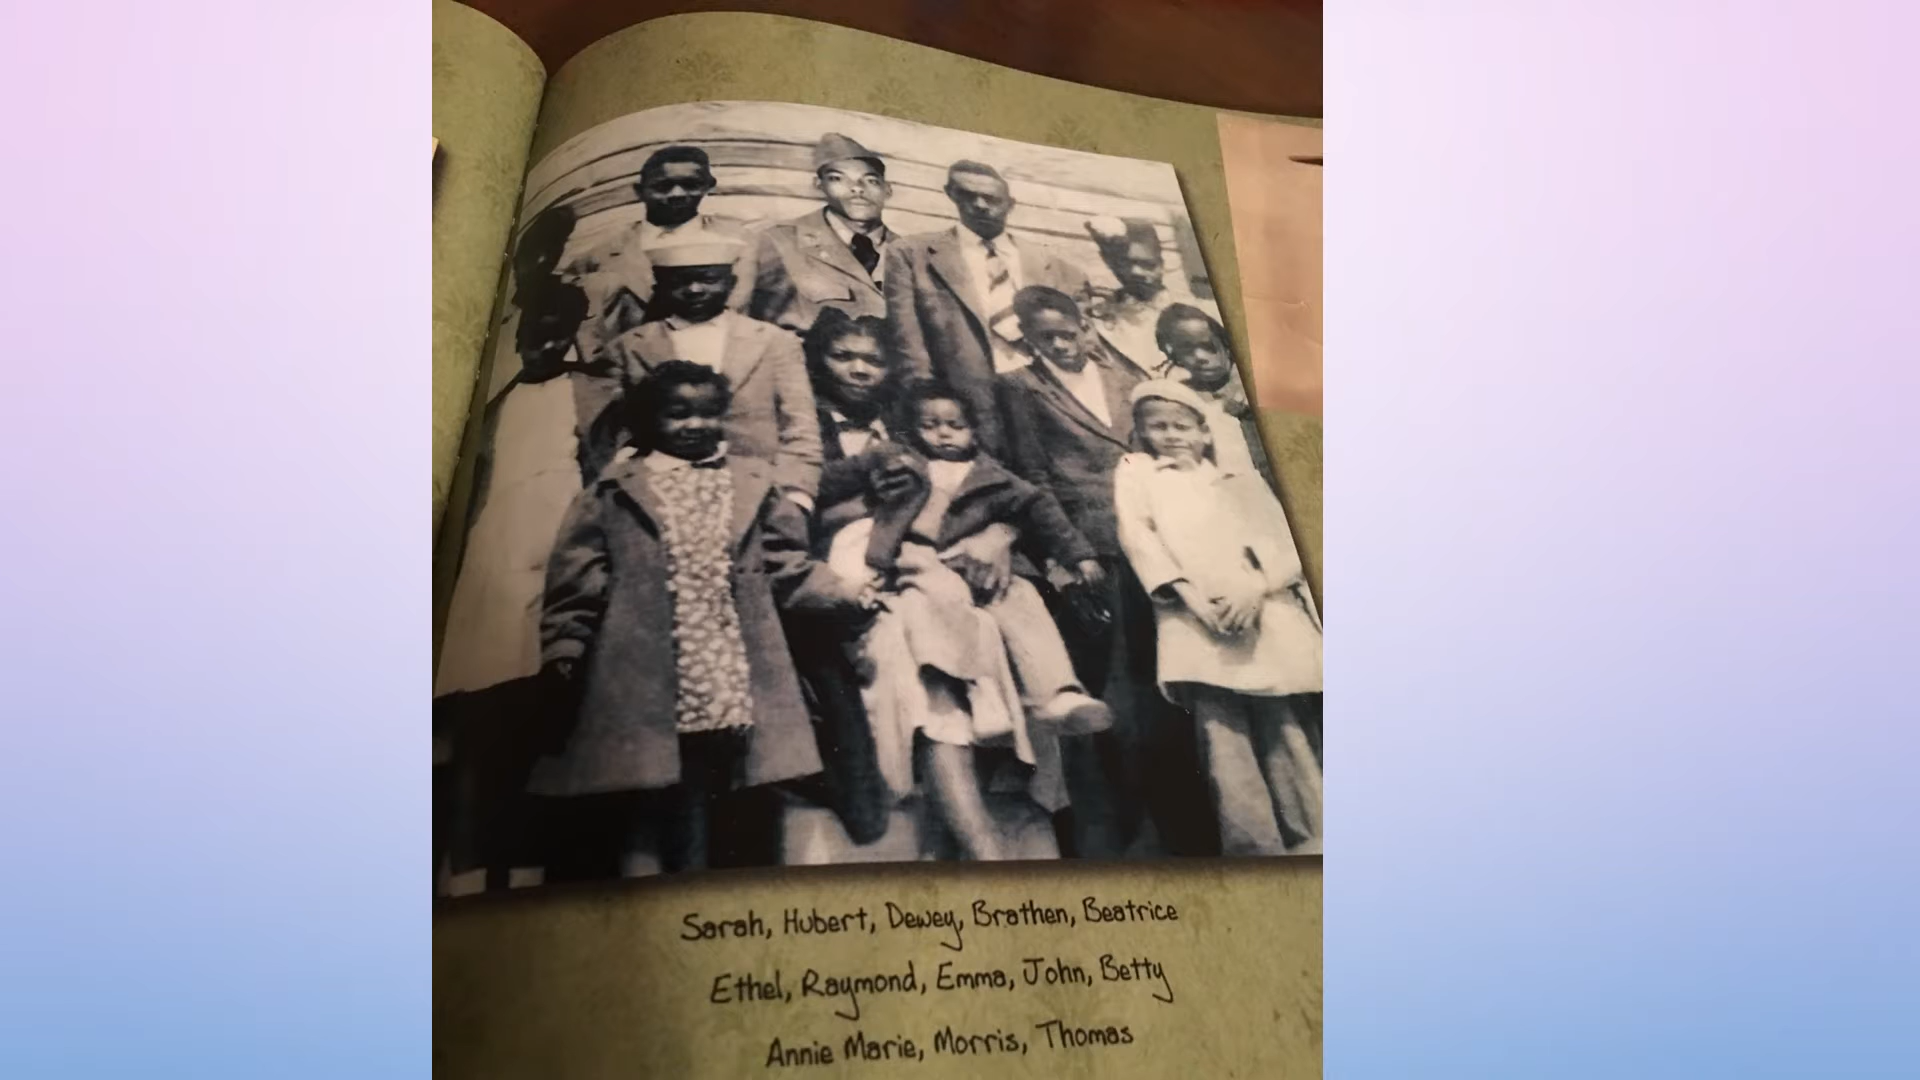 Sarah, Hubert, Dewey, Brathen, Beatrice
Ethel, Raymond, Emma, John, Betty
Annie Marie, Morris, Thomas